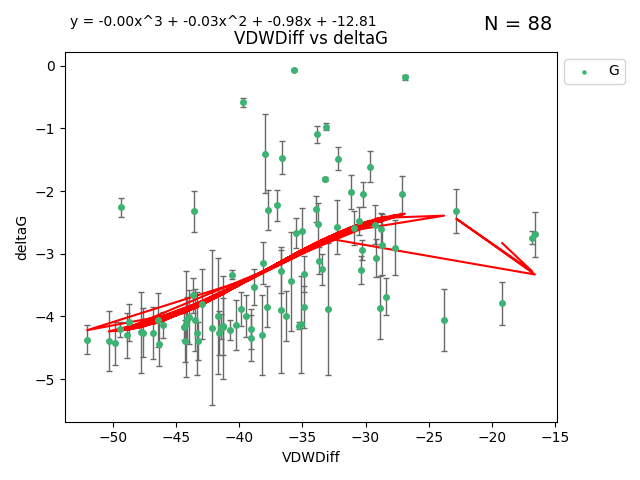 y = -0.00x^3 + -0.03x^2 + -0.98x + -12.81
N = 88
VDWDiff vs deltaG
G
deltaG
0
−1
−2
−3
−4
−5
−50
−45
−40
−35
−30
−25
−20
−15
VDWDiff